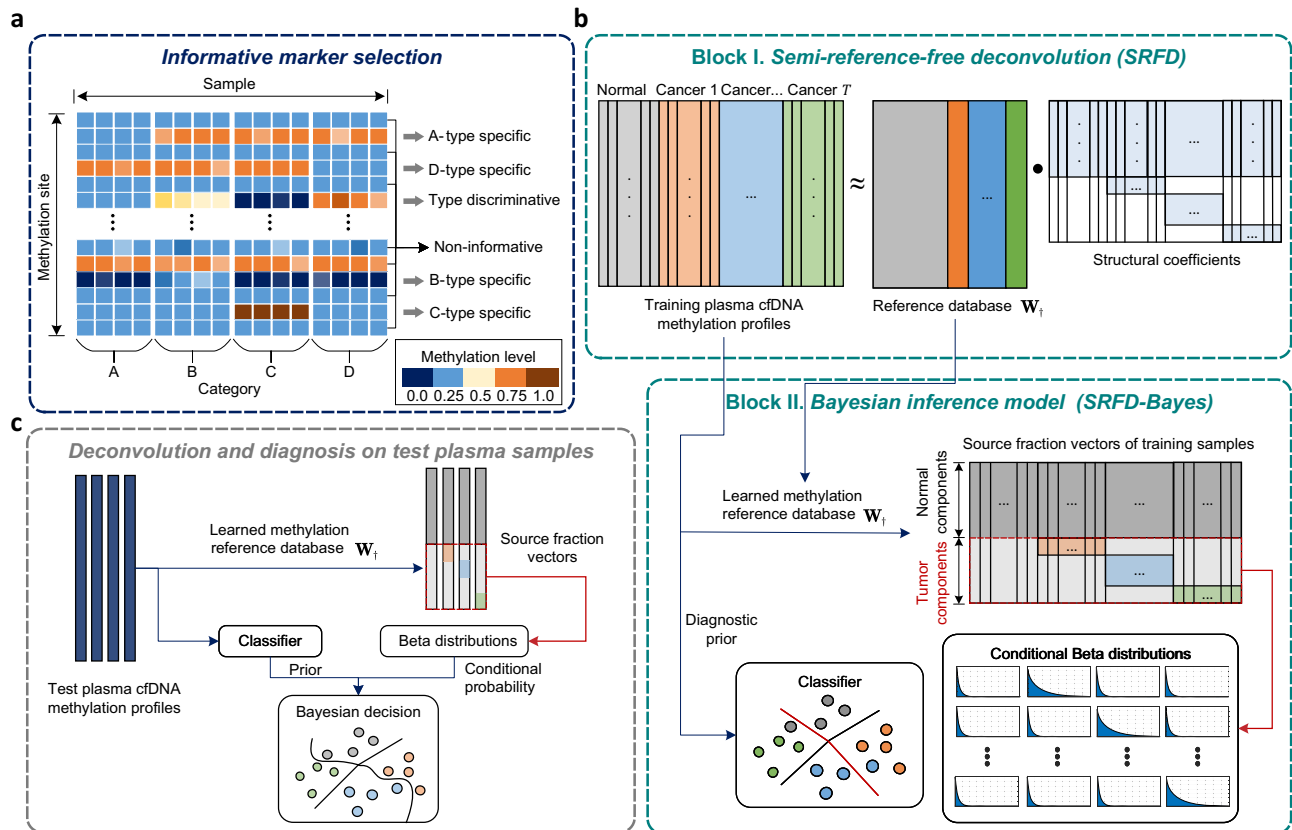 a
Informative marker selection
Sample
Methylation site
A-type specific
D-type specific
Type discriminative
Non-informative
B-type specific
C-type specific
A
B
C
D
Category
Methylation level
0.0 0.25 0.5 0.75 1.0
b
Block I. Semi-reference-free deconvolution (SRFD)
Normal
Cancer 1
Cancer...
Cancer T
≈
...
...
...
...
...
...
Training plasma cfDNA
methylation profiles
Reference database W†
Structural coefficients
Block II. Bayesian inference model (SRFD-Bayes)
Source fraction vectors of training samples
Normal
components
Tumor
components
...
...
...
...
...
...
...
Learned methylation
reference database W†
Diagnostic
prior
Classifier
Conditional Beta distributions
c
Deconvolution and diagnosis on test plasma samples
Learned methylation
reference database W†
Source fraction
vectors
Classifier
Beta distributions
Prior
Conditional
probability
Test plasma cfDNA
methylation profiles
Bayesian decision